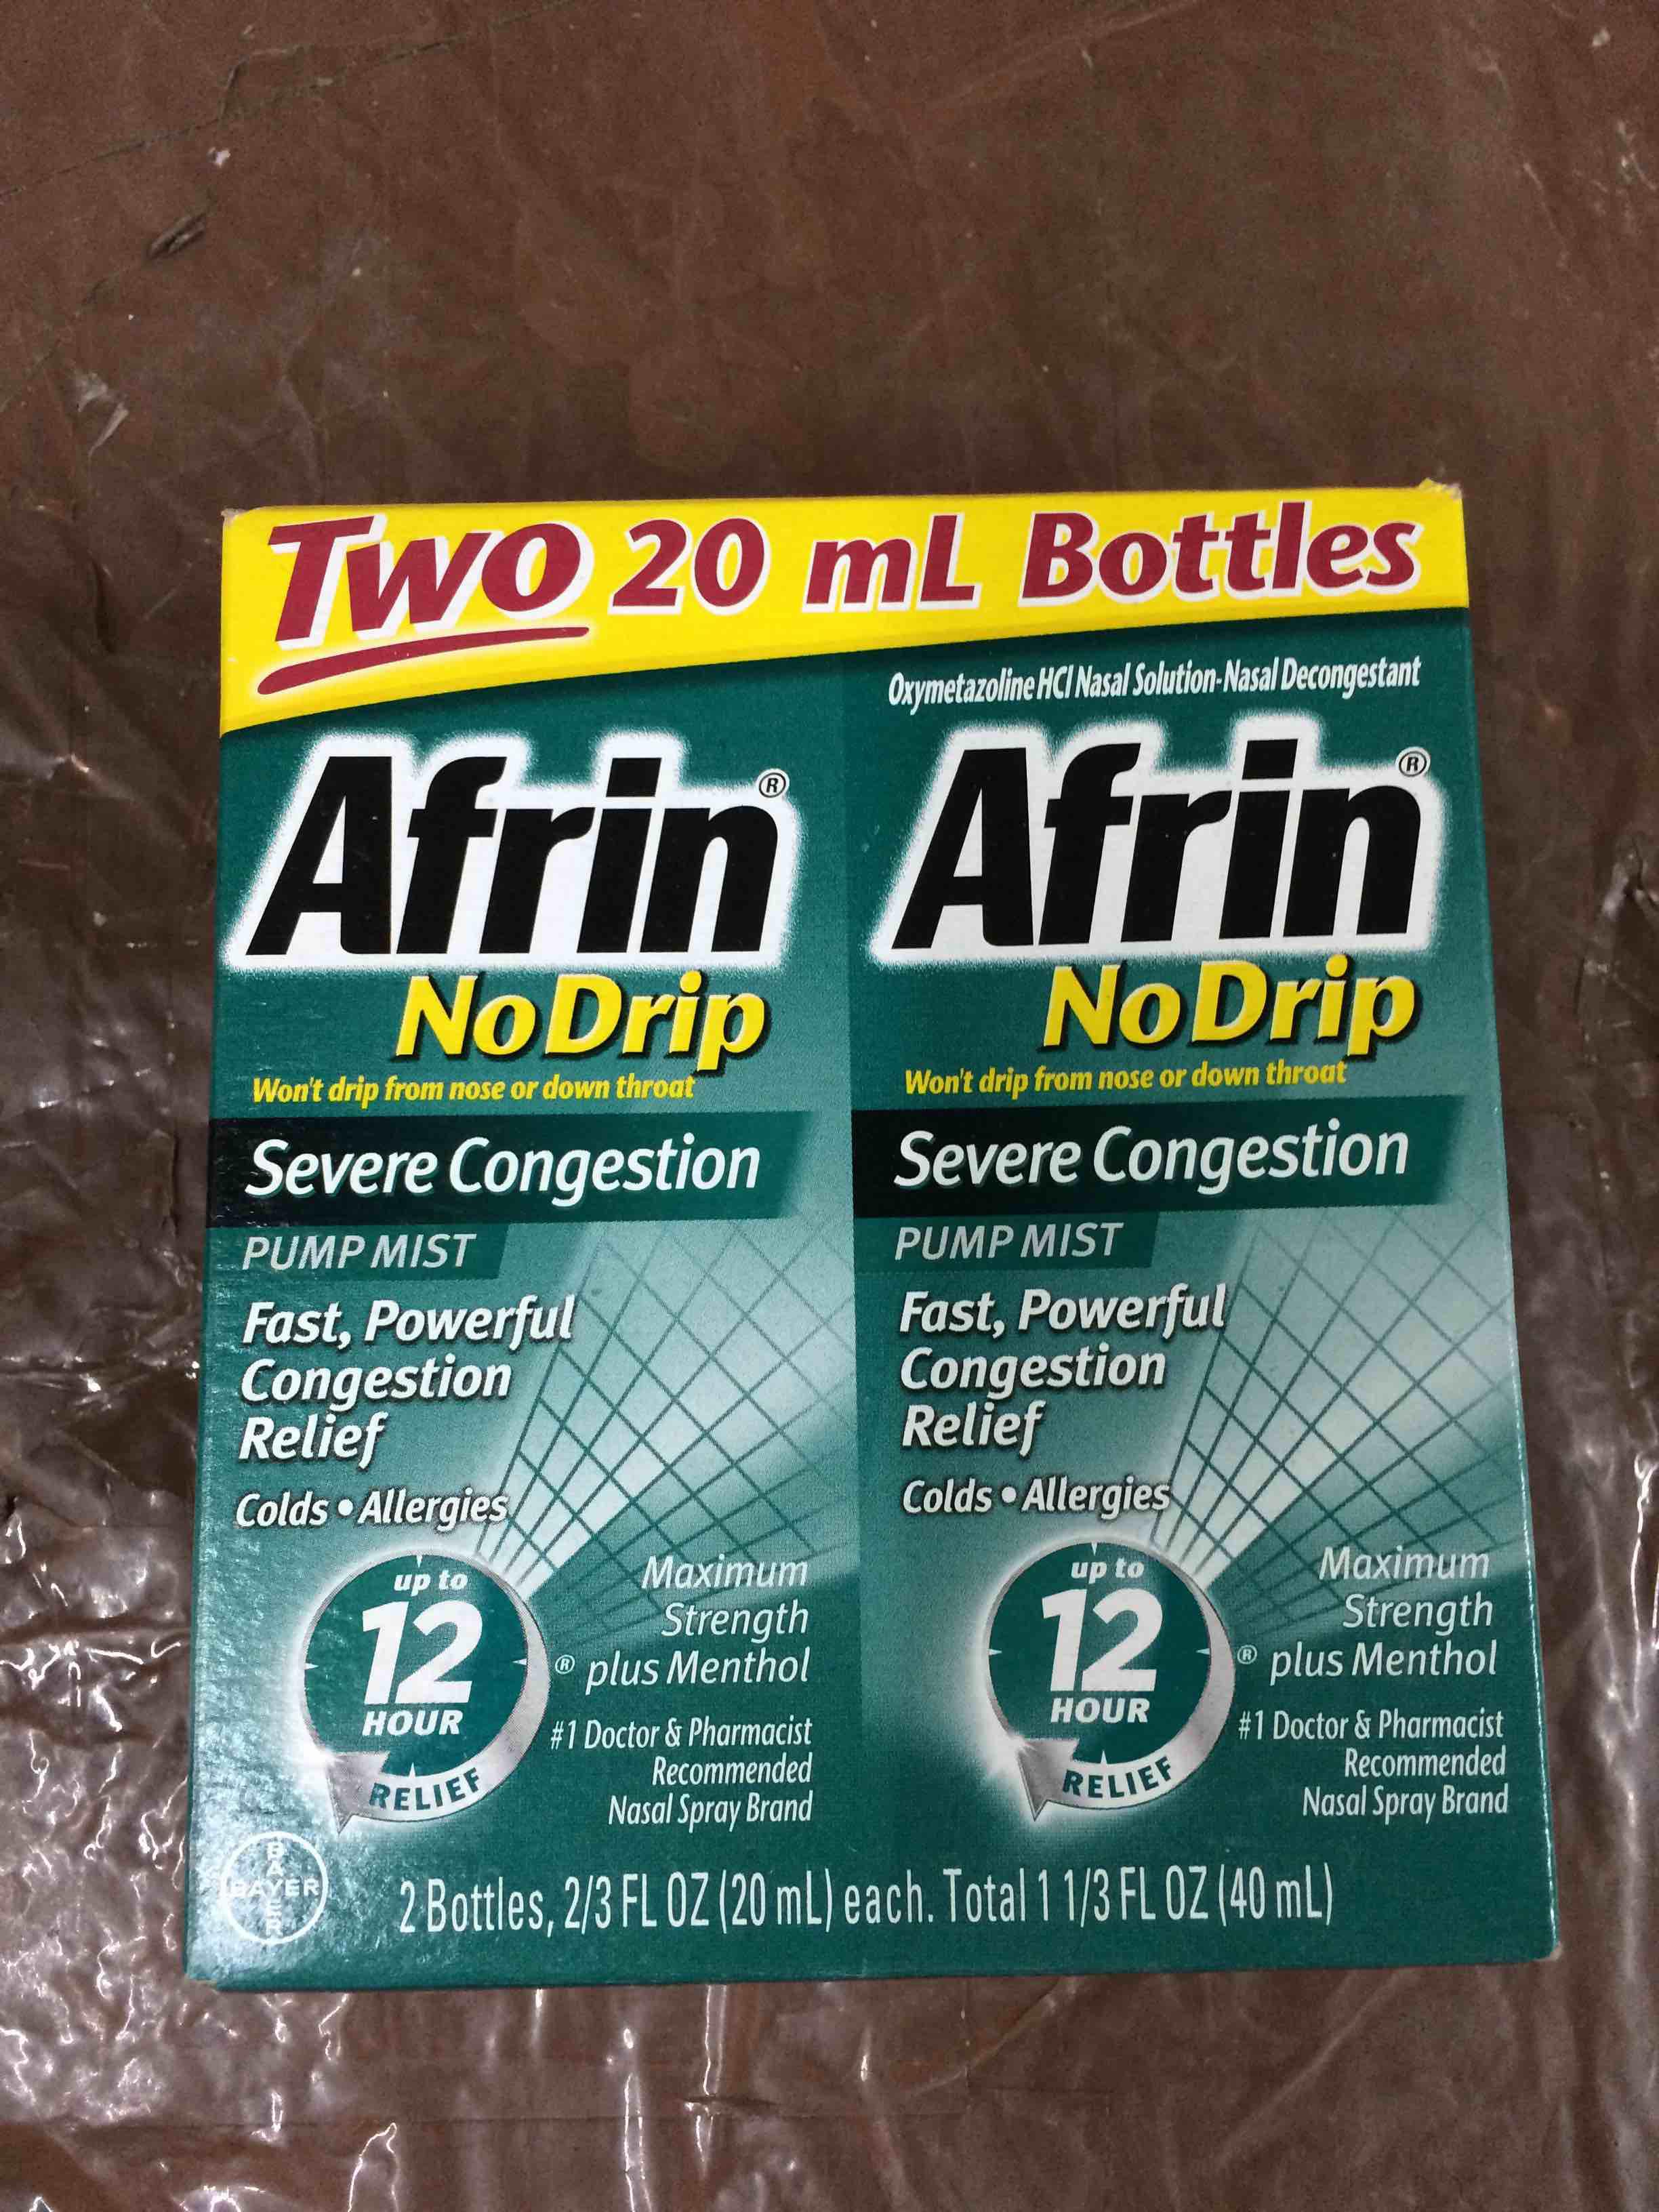 Two 20 mL Bottles
Oxymetazoline HCl Nasal Solution-Nasal Decongestant
Afrin®
No Drip
Won't drip from nose or down throat
Severe Congestion
PUMP MIST
Fast, Powerful
Congestion
Relief
Colds • Allergies
up to
12
HOUR
RELIEF
Maximum
Strength
® plus Menthol
#1 Doctor & Pharmacist
Recommended
Nasal Spray Brand
Afrin®
No Drip
Won't drip from nose or down throat
Severe Congestion
PUMP MIST
Fast, Powerful
Congestion
Relief
Colds • Allergies
up to
12
HOUR
RELIEF
Maximum
Strength
® plus Menthol
#1 Doctor & Pharmacist
Recommended
Nasal Spray Brand
BAYER
BAYER
2 Bottles, 2/3 FL OZ (20 mL) each. Total 1 1/3 FL OZ (40 mL)